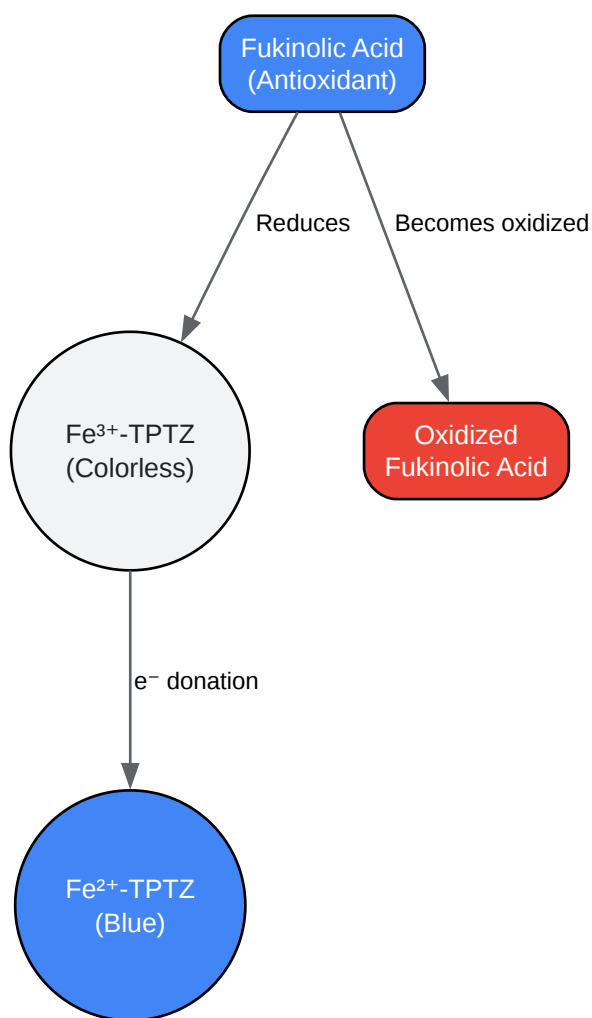 Fukinolic Acid
(Antioxidant)
Reduces
Becomes oxidized
Fe³⁺-TPTZ
(Colorless)
Oxidized
Fukinolic Acid
e⁻ donation
Fe²⁺-TPTZ
(Blue)